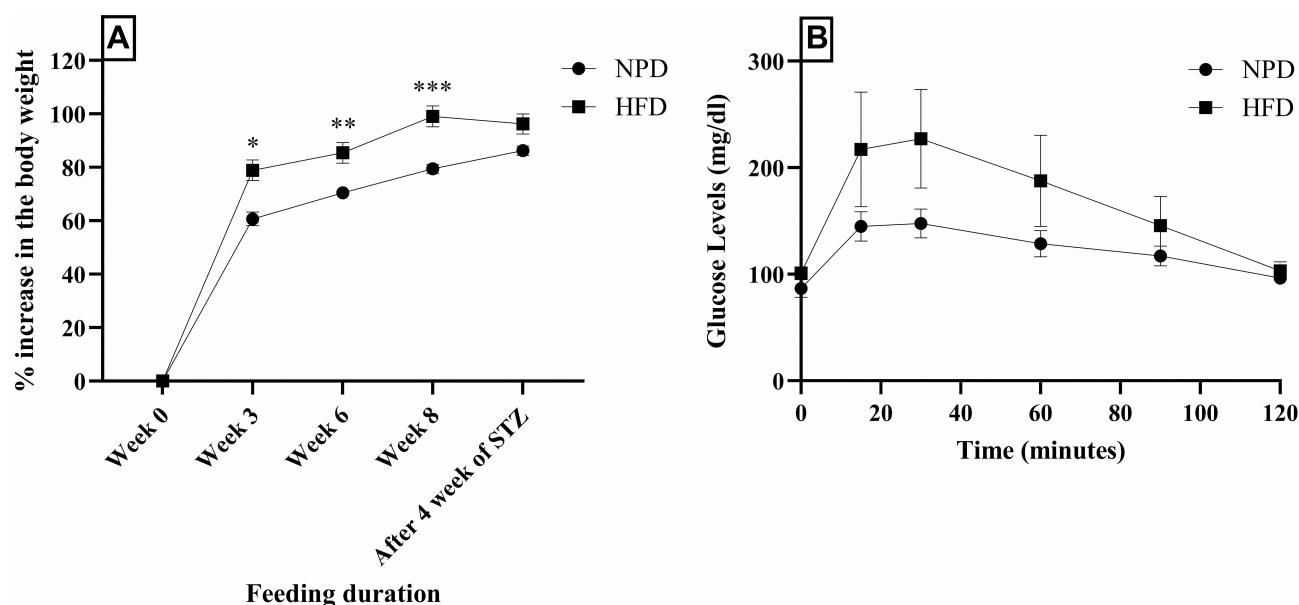 A
% increase in the body weight
120
100
80
60
40
20
0
*
**
***
NPD
HFD
Week 0
Week 3
Week 6
Week 8
After 4 week of STZ
Feeding duration
B
Glucose Levels (mg/dl)
300
200
100
0
NPD
HFD
0 20 40 60 80 100 120
Time (minutes)